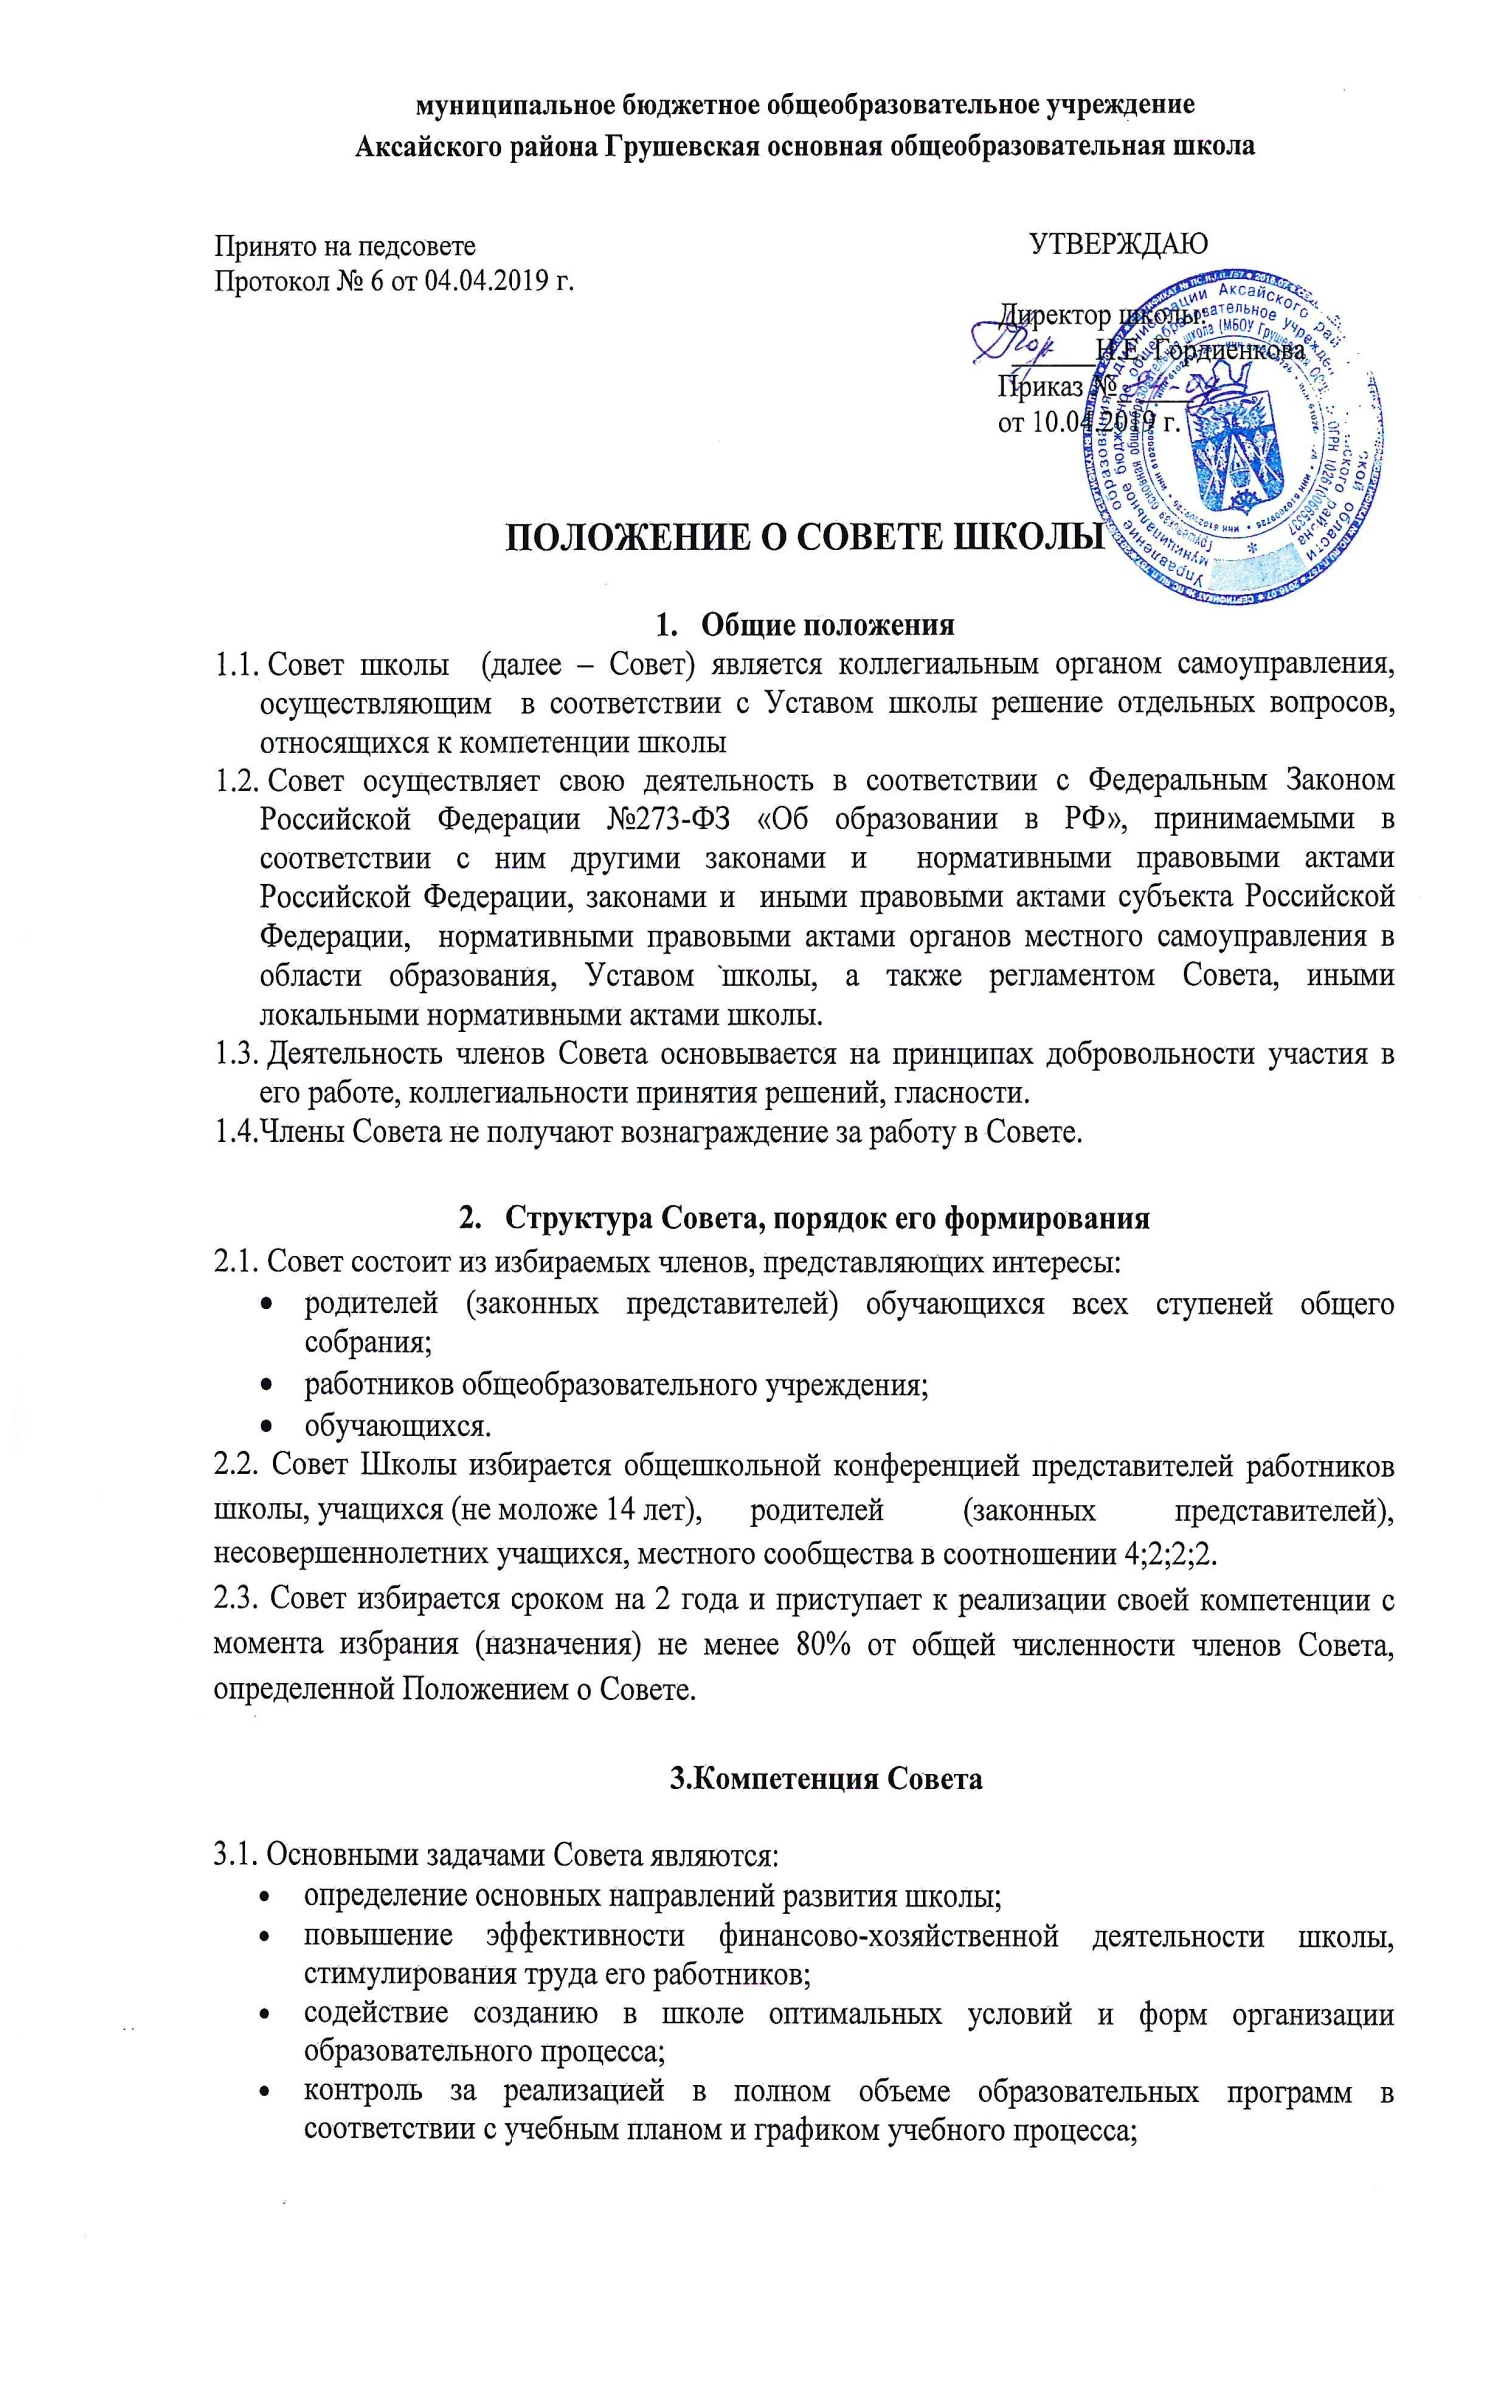 муниципальное бюджетное общеобразовательное учреждение
Аксайского района Грушевская основная общеобразовательная школа
Принято на педсовете
Протокол № 6 от 04.04.2019 г.
УТВЕРЖДАЮ
Директор школы:
______Н.Е. Гордиенкова
Приказ №
от 10.04.2019 г.
ПОЛОЖЕНИЕ О СОВЕТЕ ШКОЛЫ
1. Общие положения
1.1. Совет школы (далее – Совет) является коллегиальным органом самоуправления,
осуществляющим в соответствии с Уставом школы решение отдельных вопросов,
относящихся к компетенции школы
1.2. Совет осуществляет свою деятельность в соответствии с Федеральным Законом
Российской Федерации №273-ФЗ «Об образовании в РФ», принимаемыми в
соответствии с ним другими законами и нормативными правовыми актами
Российской Федерации, законами и иными правовыми актами субъекта Российской
Федерации, нормативными правовыми актами органов местного самоуправления в
области образования, Уставом школы, а также регламентом Совета, иными
локальными нормативными актами школы.
1.3. Деятельность членов Совета основывается на принципах добровольности участия в
его работе, коллегиальности принятия решений, гласности.
1.4.Члены Совета не получают вознаграждение за работу в Совете.
2. Структура Совета, порядок его формирования
2.1. Совет состоит из избираемых членов, представляющих интересы:
• родителей (законных представителей) обучающихся всех ступеней общего
собрания;
• работников общеобразовательного учреждения;
• обучающихся.
2.2. Совет Школы избирается общешкольной конференцией представителей работников
школы, учащихся (не моложе 14 лет), родителей (законных представителей),
несовершеннолетних учащихся, местного сообщества в соотношении 4;2;2;2.
2.3. Совет избирается сроком на 2 года и приступает к реализации своей компетенции с
момента избрания (назначения) не менее 80% от общей численности членов Совета,
определенной Положением о Совете.
3.Компетенция Совета
3.1. Основными задачами Совета являются:
• определение основных направлений развития школы;
• повышение эффективности финансово-хозяйственной деятельности школы,
стимулирования труда его работников;
• содействие созданию в школе оптимальных условий и форм организации
образовательного процесса;
• контроль за реализацией в полном объеме образовательных программ в
соответствии с учебным планом и графиком учебного процесса;